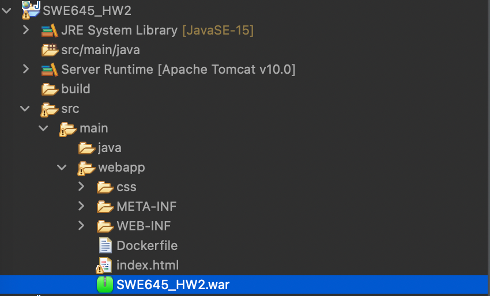 SWE645_HW2
JRE System Library [JavaSE-15]
src/main/java
Server Runtime [Apache Tomcat v10.0]
build
src
main
java
webapp
css
META-INF
WEB-INF
Dockerfile
index.html
SWE645_HW2.war